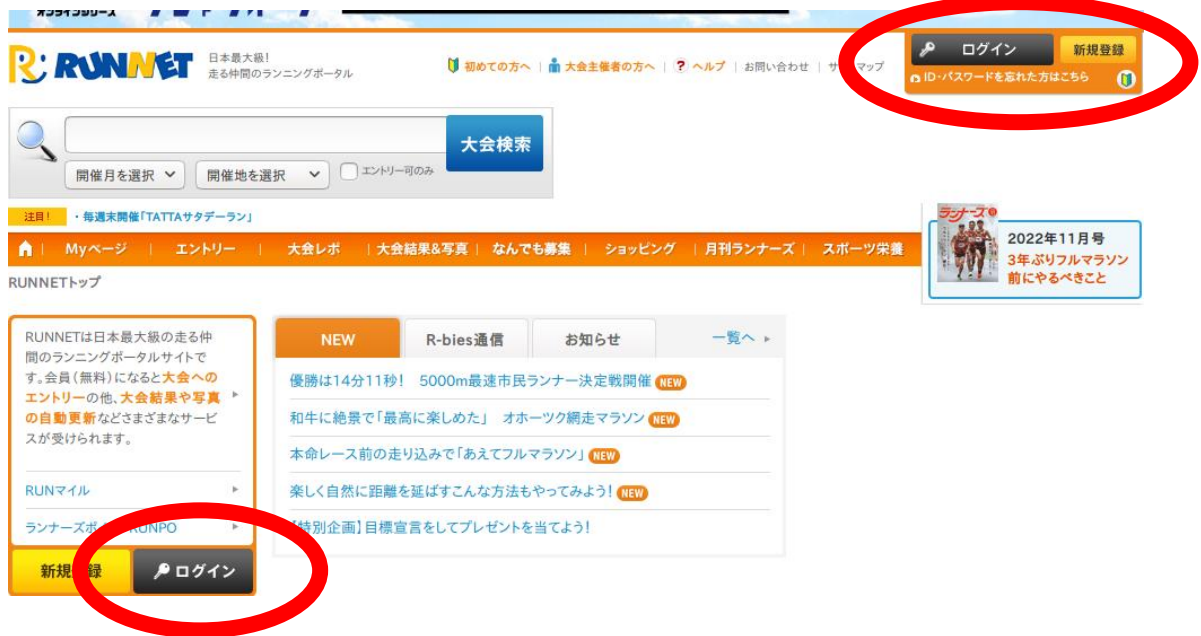 オンラインシリーズ
RUNNET
日本最大級!
走る仲間のランニングポータル
初めての方へ | 大会主催者の方へ | ? ヘルプ | お問い合わせ | マップ
ログイン
新規登録
ID・パスワードを忘れた方はこちら
大会検索
開催月を選択
開催地を選択
エントリー可のみ
注目! ・毎週末開催「TATTAサタデーラン」
Myページ | エントリー | 大会レポ | 大会結果&写真 | なんでも募集 | ショッピング | 月刊ランナーズ | スポーツ栄養
ランナーズ
2022年11月号
3年ぶりフルマラソン
前にやるべきこと
RUNNETトップ
RUNNETは日本最大級の走る仲
間のランニングポータルサイトで
す。会員(無料)になると大会への
エントリーの他、大会結果や写真
の自動更新などさまざまなサービ
スが受けられます。
RUNマイル
ランナーズポ RUNPO
新規登録
ログイン
NEW
R-bies通信
お知らせ
一覧へ
優勝は14分11秒! 5000m最速市民ランナー決定戦開催 NEW
和牛に絶景で「最高に楽しめた」 オホーツク網走マラソン NEW
本命レース前の走り込みで「あえてフルマラソン」 NEW
楽しく自然に距離を延ばすこんな方法もやってみよう! NEW
特別企画】目標宣言をしてプレゼントを当てよう!